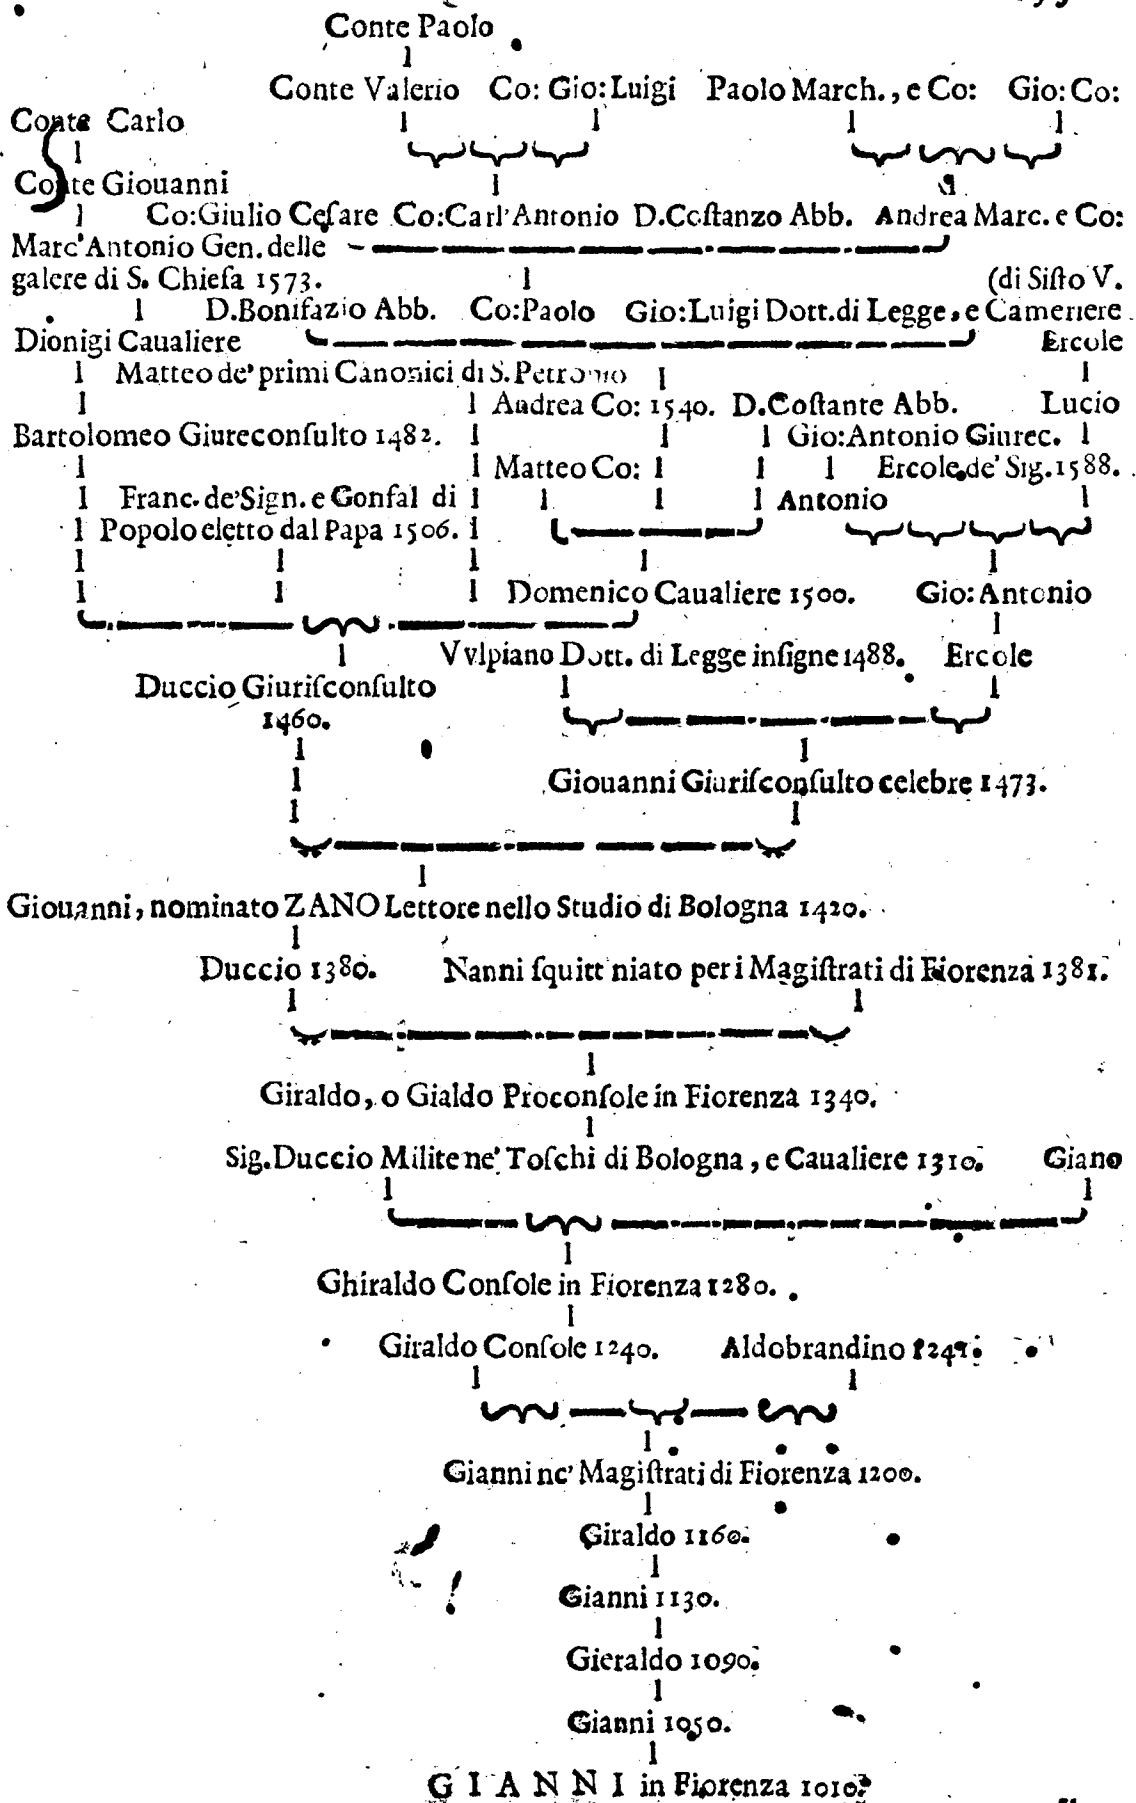 Conte Paolo
Conte Valerio Co: Gio: Luigi Paolo March., e Co: Gio: Co:
Conte Carlo
Conte Giouanni
Co: Giulio Ceſare Co: Carl'Antonio D. Coſtanzo Abb. Andrea Marc. e Co:
Marc'Antonio Gen. delle
galere di S. Chieſa 1573. (di Siſto V.
D. Bonifazio Abb. Co: Paolo Gio: Luigi Dott. di Legge, e Cameriere
Dionigi Caualiere Ercole
Matteo de' primi Canonici di S. Petronio
Andrea Co: 1540. D. Coſtante Abb. Lucio
Bartolomeo Giureconſulto 1482. Gio: Antonio Giurec.
Matteo Co: Ercole de' Sig. 1588.
Franc. de' Sign. e Gonfal di Antonio
Popolo eletto dal Papa 1506.
Domenico Caualiere 1500. Gio: Antonio
Vvlpiano Dott. di Legge inſigne 1488. Ercole
Duccio Giuriſconſulto
1460.
Giouanni Giuriſconſulto celebre 1473.
Giouanni, nominato ZANO Lettore nello Studio di Bologna 1420.
Duccio 1380. Nanni ſquitt niato per i Magiſtrati di Fiorenza 1381.
Giraldo, o Gialdo Proconſole in Fiorenza 1340.
Sig. Duccio Milite ne' Toſchi di Bologna, e Caualiere 1310. Giano
Ghiraldo Conſole in Fiorenza 1280.
Giraldo Conſole 1240. Aldobrandino
Gianni ne' Magiſtrati di Fiorenza 1200.
Giraldo 1160.
Gianni 1130.
Gieraldo 1090.
Gianni 1050.
GIANNI in Fiorenza 1010.